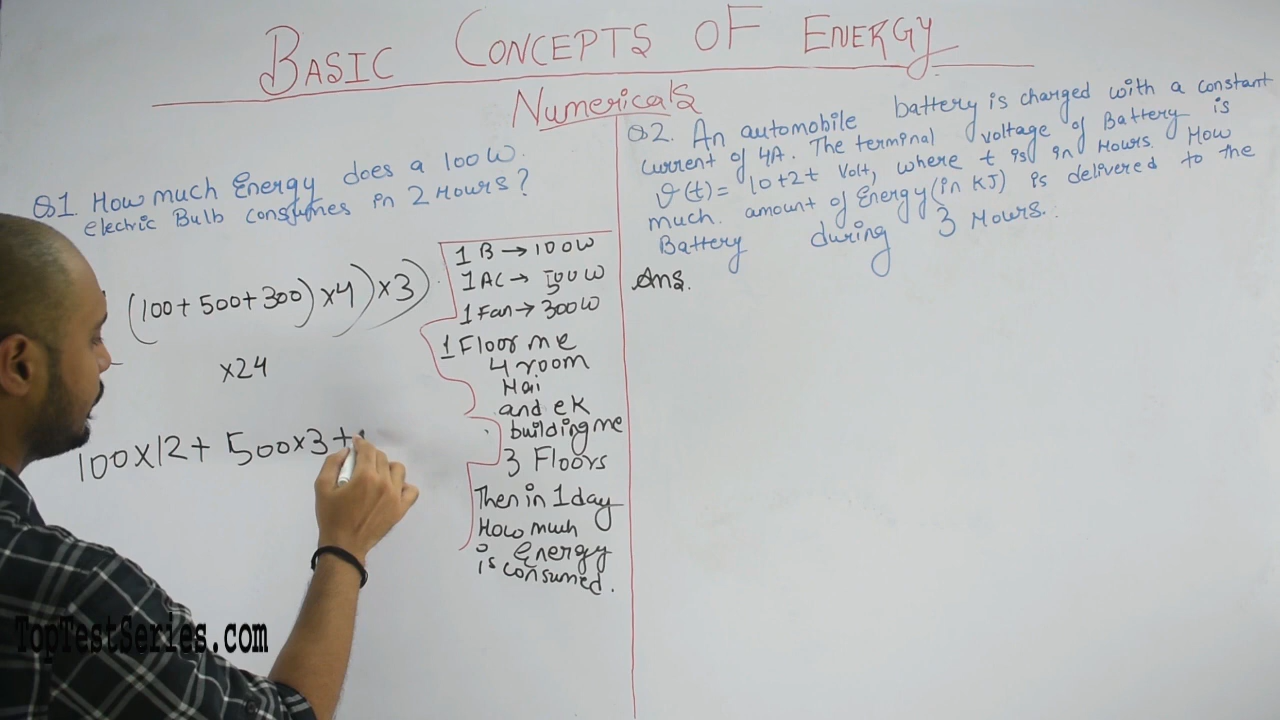 BASIC CONCEPTS OF ENERGY
Numericals
Q1. How much Energy does a 100W.
electric Bulb consumes in 2 Hours?
(100+500+300)×4)×3)
×24
100×12+ 500×3+
1 B → 100W
1 AC → 500W
1 Fan → 300W
1 Floor me
4 room
Hai
and ek
building me
3 Floors
Then in 1 day
How much
Energy
is consumed.
Q2. An automobile battery is charged with a constant
current of 4A. The terminal voltage of Battery is
v(t)= 10+2t Volt, where t is in Hours. How
much. amount of Energy(in KJ) is delivered to the
Battery during 3 Hours.
Ans.
TopTestSeries.com